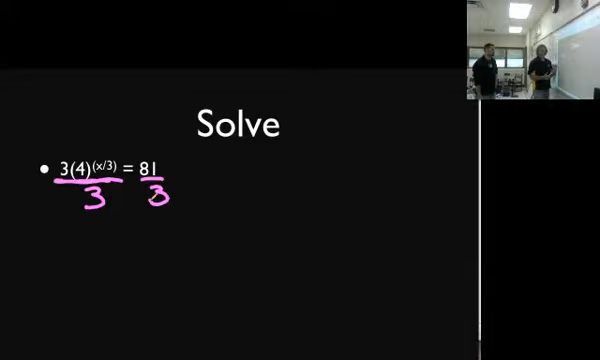 Solve
• 3(4)^(x/3) = 81
3 3